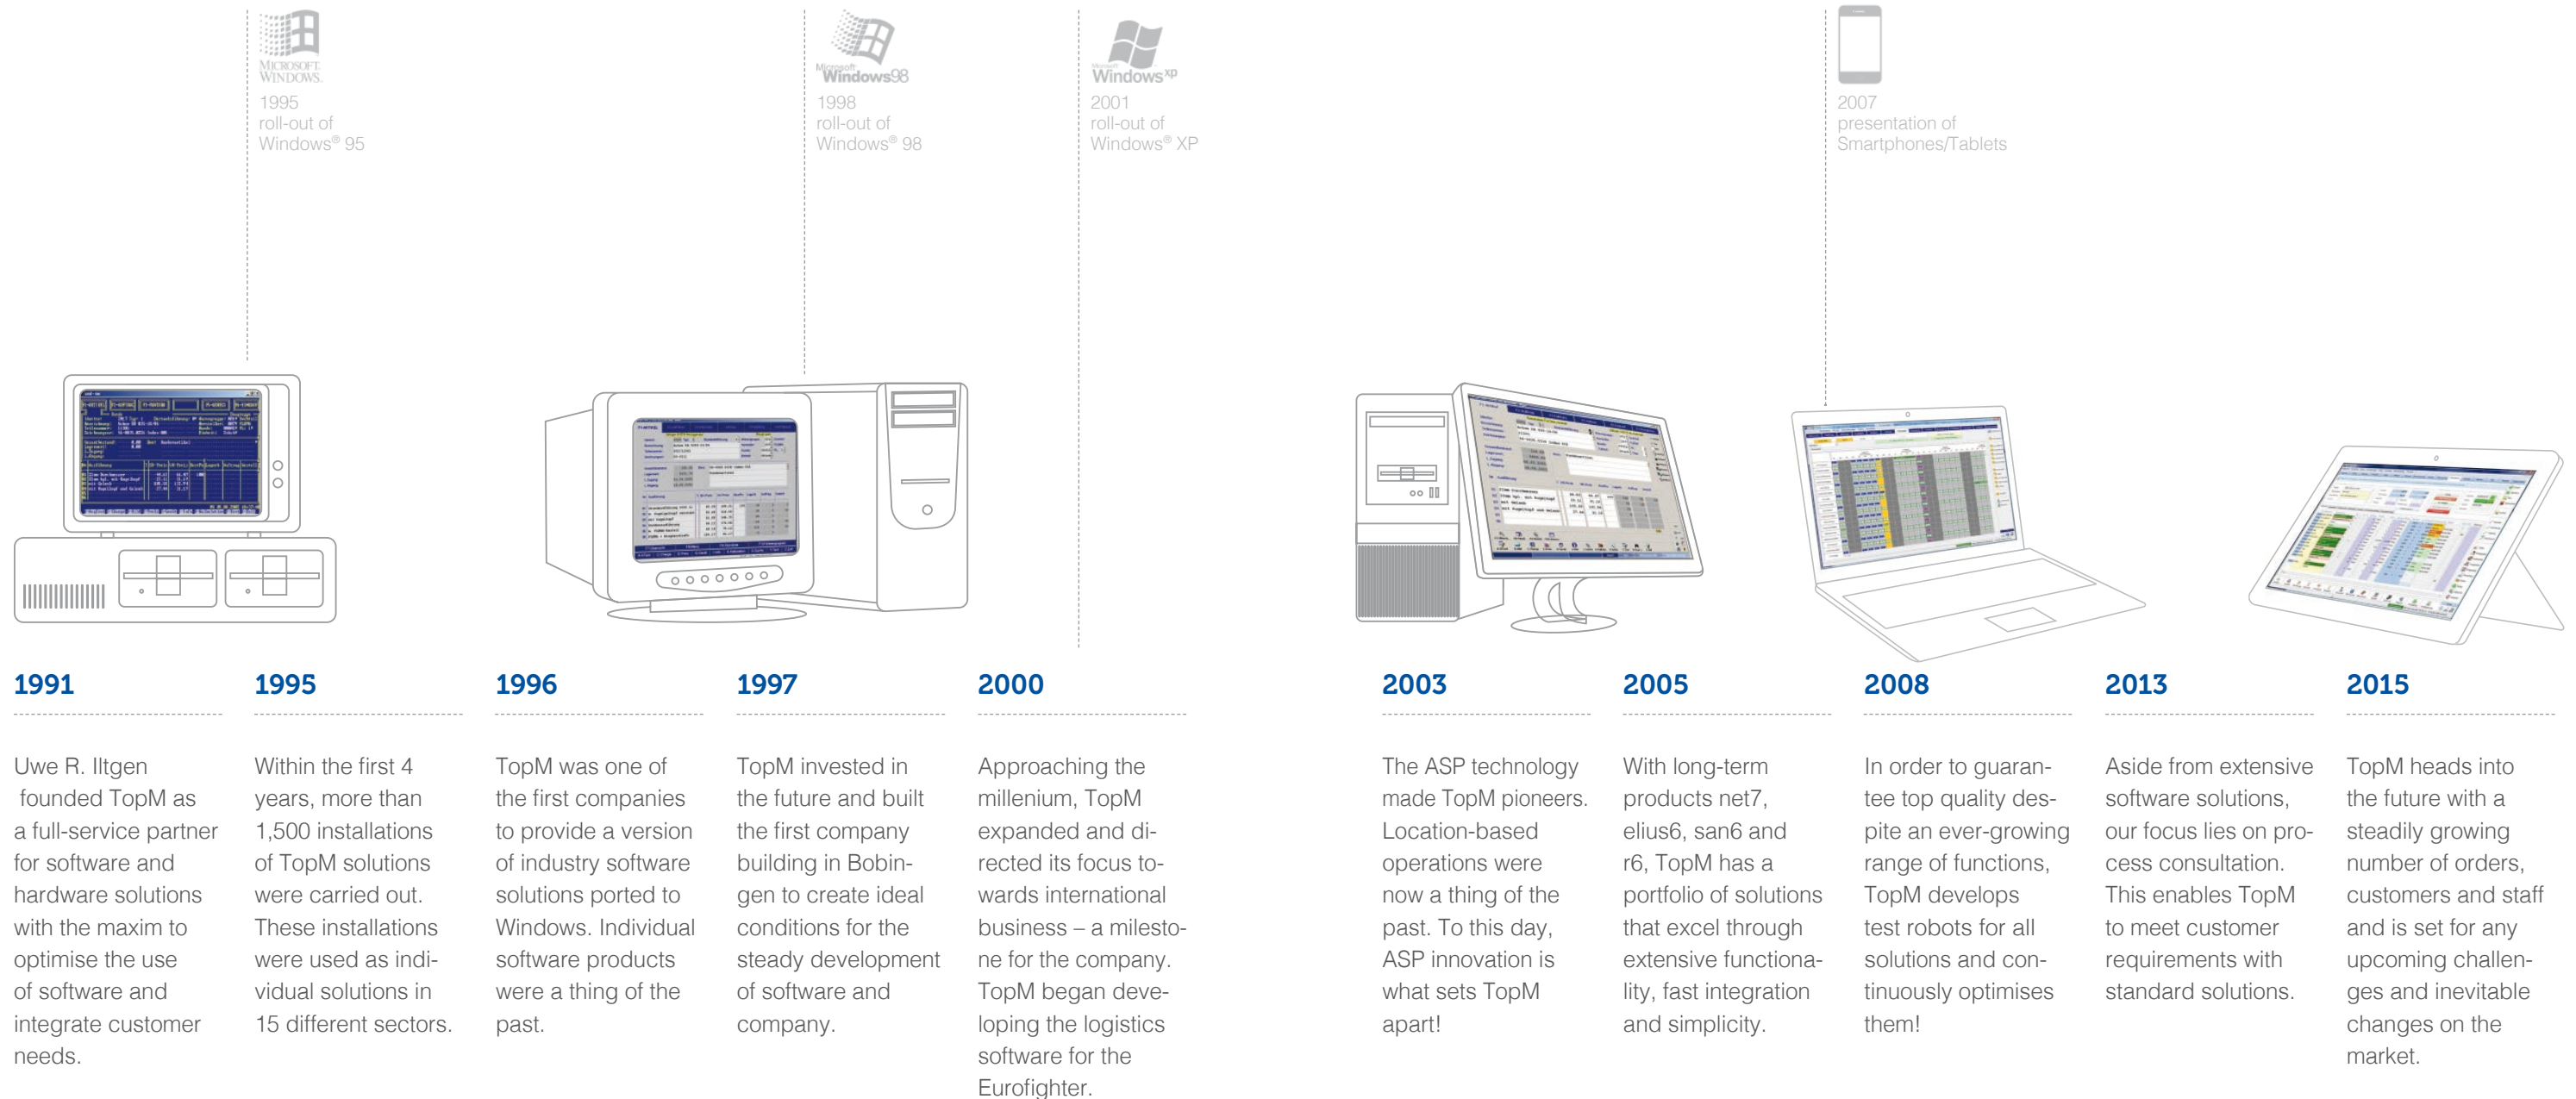 MICROSOFT
WINDOWS.
1995
roll-out of
Windows® 95
Microsoft
Windows98
1998
roll-out of
Windows® 98
Microsoft
Windows xp
2001
roll-out of
Windows® XP
2007
presentation of
Smartphones/Tablets
1991
Uwe R. Iltgen
founded TopM as
a full-service partner
for software and
hardware solutions
with the maxim to
optimise the use
of software and
integrate customer
needs.
1995
Within the first 4
years, more than
1,500 installations
of TopM solutions
were carried out.
These installations
were used as indi-
vidual solutions in
15 different sectors.
1996
TopM was one of
the first companies
to provide a version
of industry software
solutions ported to
Windows. Individual
software products
were a thing of the
past.
1997
TopM invested in
the future and built
the first company
building in Bobin-
gen to create ideal
conditions for the
steady development
of software and
company.
2000
Approaching the
millenium, TopM
expanded and di-
rected its focus to-
wards international
business – a milesto-
ne for the company.
TopM began deve-
loping the logistics
software for the
Eurofighter.
2003
The ASP technology
made TopM pioneers.
Location-based
operations were
now a thing of the
past. To this day,
ASP innovation is
what sets TopM
apart!
2005
With long-term
products net7,
elius6, san6 and
r6, TopM has a
portfolio of solutions
that excel through
extensive functiona-
lity, fast integration
and simplicity.
2008
In order to guaran-
tee top quality des-
pite an ever-growing
range of functions,
TopM develops
test robots for all
solutions and con-
tinuously optimises
them!
2013
Aside from extensive
software solutions,
our focus lies on pro-
cess consultation.
This enables TopM
to meet customer
requirements with
standard solutions.
2015
TopM heads into
the future with a
steadily growing
number of orders,
customers and staff
and is set for any
upcoming challen-
ges and inevitable
changes on the
market.